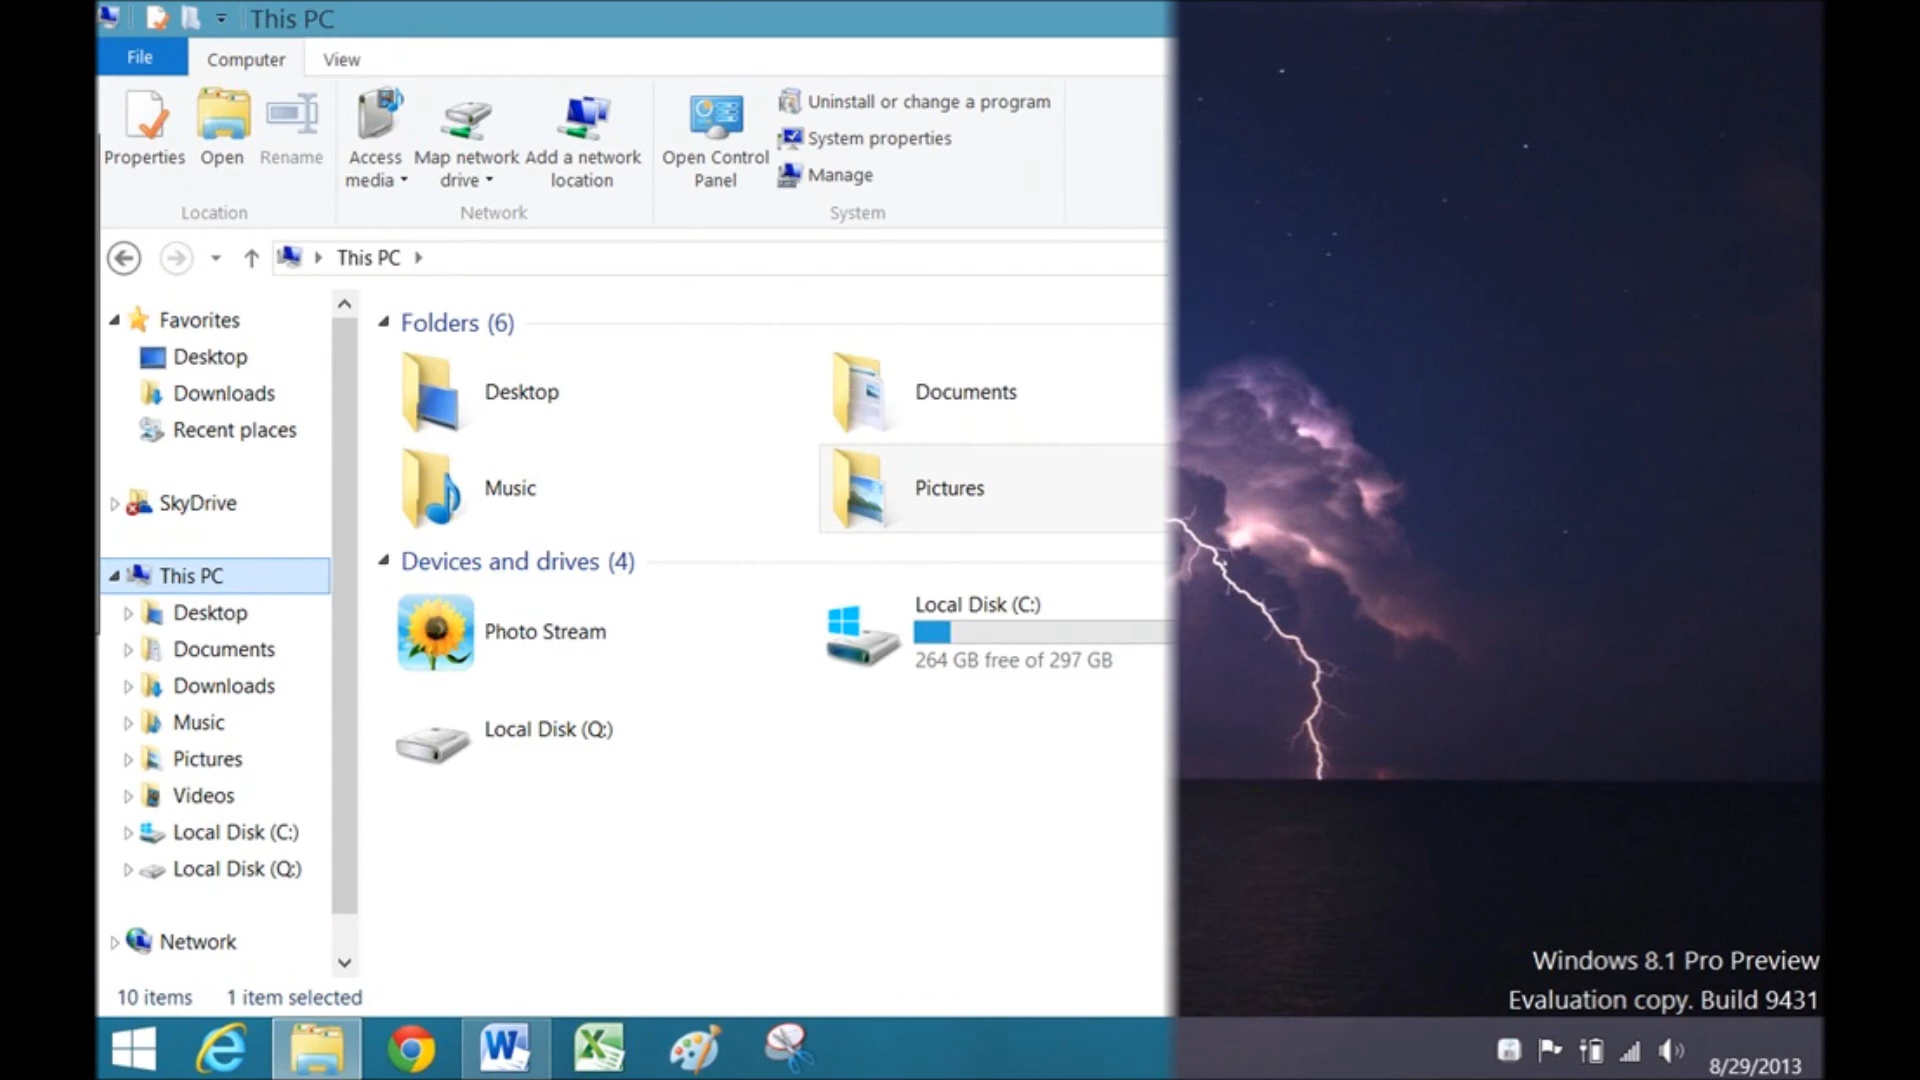 This PC
File
Computer
View
Properties
Open
Rename
Access media
Map network drive
Add a network location
Open Control Panel
Uninstall or change a program
System properties
Manage
Location
Network
System
This PC
Favorites
Desktop
Downloads
Recent places
SkyDrive
This PC
Desktop
Documents
Downloads
Music
Pictures
Videos
Local Disk (C:)
Local Disk (Q:)
Network
Folders (6)
Desktop
Documents
Music
Pictures
Devices and drives (4)
Photo Stream
Local Disk (C:)
264 GB free of 297 GB
Local Disk (Q:)
10 items
1 item selected
Windows 8.1 Pro Preview
Evaluation copy. Build 9431
8/29/2013